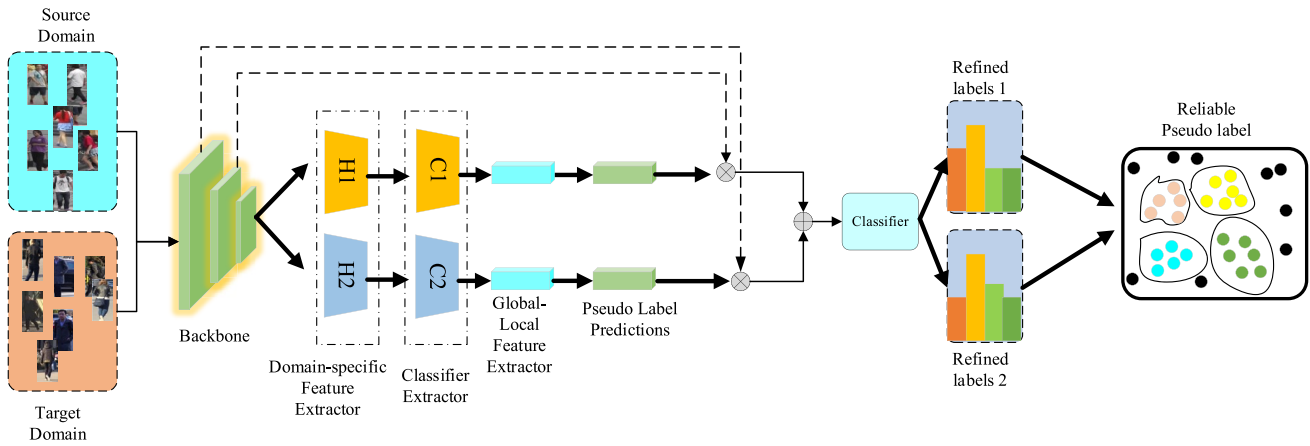 Source
Domain
Target
Domain
Backbone
H1
H2
Domain-specific
Feature
Extractor
C1
C2
Classifier
Extractor
Global-
Local
Feature
Extractor
Pseudo Label
Predictions
Classifier
Refined
labels 1
Refined
labels 2
Reliable
Pseudo label